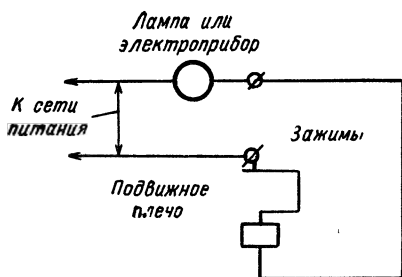 Лампа или
электроприбор
К сети
питания
Зажимы
Подвижное
плечо